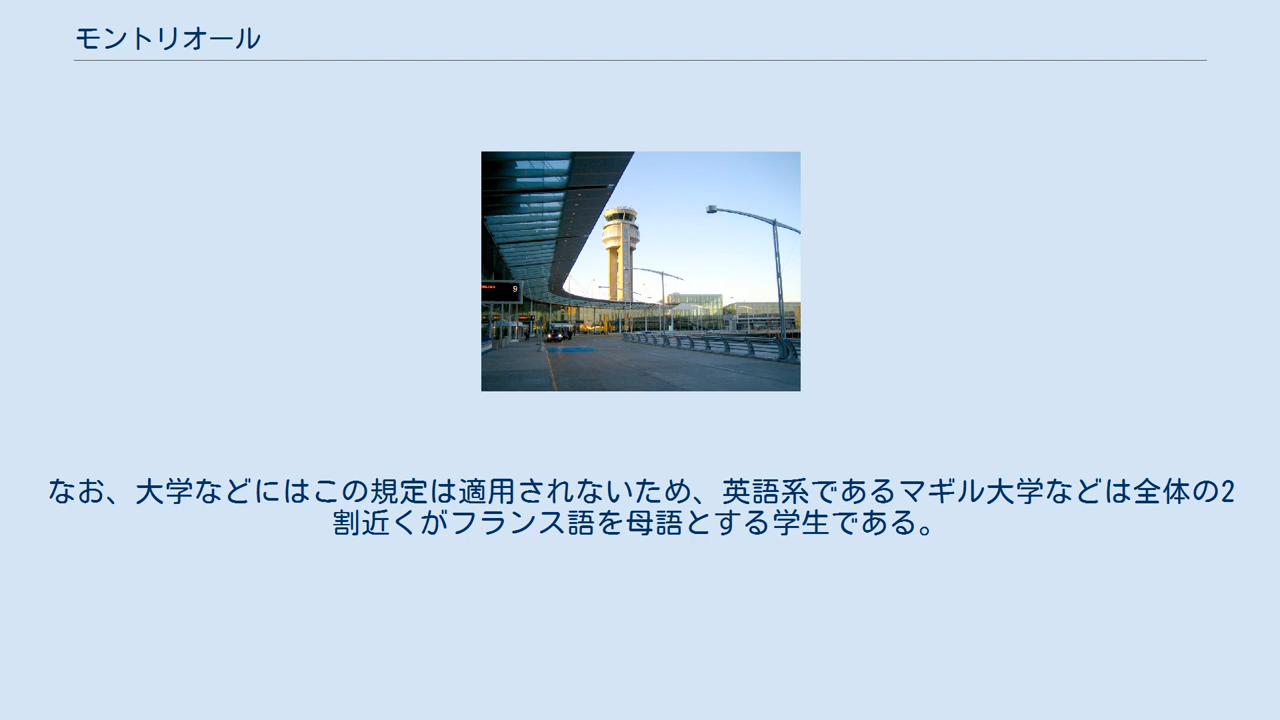 モントリオール
9
なお、大学などにはこの規定は適用されないため、英語系であるマギル大学などは全体の2
割近くがフランス語を母語とする学生である。